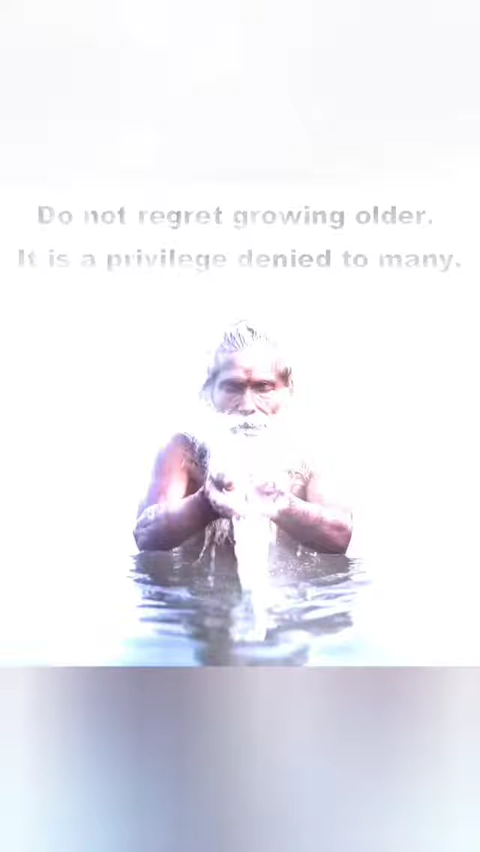 Do not regret growing older.
It is a privilege denied to many.